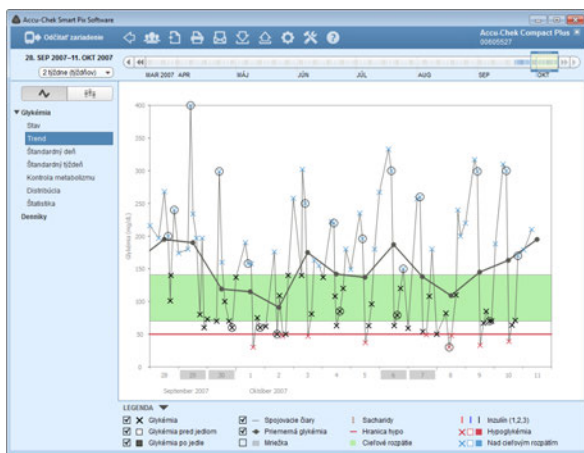 Accu-Chek Smart Pix Software
Odčítať zariadenie
Accu-Chek Compact Plus
00605527
28. SEP 2007–11. OKT 2007
2 týždne (týždňov)
MAR 2007 APR MÁJ JÚN JÚL AUG SEP OKT
Glykémia
Stav
Trend
Štandardný deň
Štandardný týždeň
Kontrola metabolizmu
Distribúcia
Štatistika
Denníky
Glykémia (mg/dL)
400
350
300
250
200
150
100
50
0
28 29 30 1 2 3 4 5 6 7 8 9 10 11
September 2007 Október 2007
LEGENDA
Glykémia Spojovacie čiary Sacharidy Inzulín (1,2,3)
Glykémia pred jedlom Priemerná glykémia Hranica hypo Hypoglykémia
Glykémia po jedle Mriežka Cieľové rozpätie Nad cieľovým rozpätím